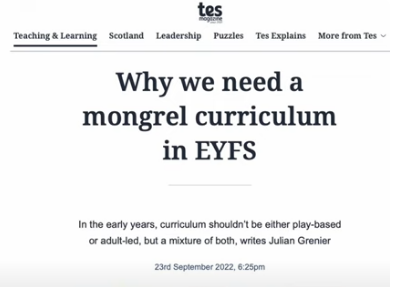 tes
magazine
Teaching & Learning Scotland Leadership Puzzles Tes Explains More from Tes
Why we need a
mongrel curriculum
in EYFS
In the early years, curriculum shouldn't be either play-based
or adult-led, but a mixture of both, writes Julian Grenier
23rd September 2022, 6:25pm